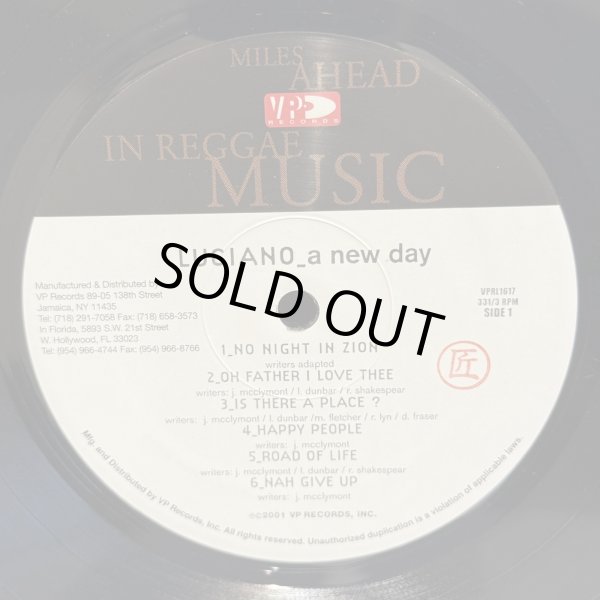 MILES
AHEAD
VP
RECORDS
IN REGGAE
MUSIC
LUCIANO_a new day
SOLD OUT
Manufactured & Distributed by
VP Records 89-05 138th Street
Jamaica, NY 11435
Tel: (718) 291-7058 Fax: (718) 658-3573
In Florida, 5893 S.W. 21st Street
W. Hollywood, FL 33023
Tel: (954) 966-4744 Fax: (954) 966-8766
VPRL1617
331/3 RPM
SIDE 1
1_NO NIGHT IN ZION
writers adapted
2_OH FATHER I LOVE THEE
writers: j. mcclymont / l. dunbar / r. shakespear
3_IS THERE A PLACE ?
writers: j. mcclymont / l. dunbar /m. fletcher / r. lyn / d. fraser
4_HAPPY PEOPLE
writers: j. mcclymont
5_ROAD OF LIFE
writers: j. mcclymont / l. dunbar / r. shakespear
6_NAH GIVE UP
writers: j. mcclymont
匠
©℗2001 VP RECORDS, INC.
Mfg. and Distributed by VP Records, Inc. All rights reserved. Unauthorized duplication is a violation of applicable laws.